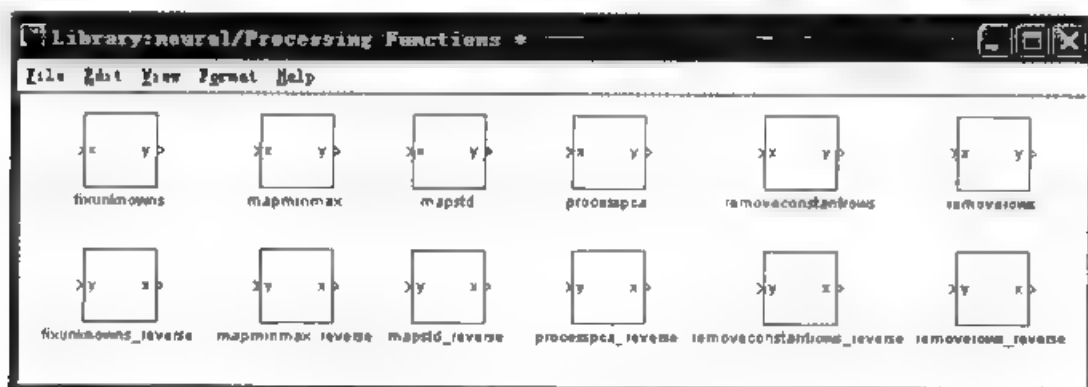 Library:neural/Processing Functions *
File Edit View Format Help
x y x y x y x y x y x y
fixunknowns mapminmax mapstd processpca removeconstantrows removerows
y x y x y x y x y x y x
fixunknowns_reverse mapminmax_reverse mapstd_reverse processpca_reverse removeconstantrows_reverse removerows_reverse